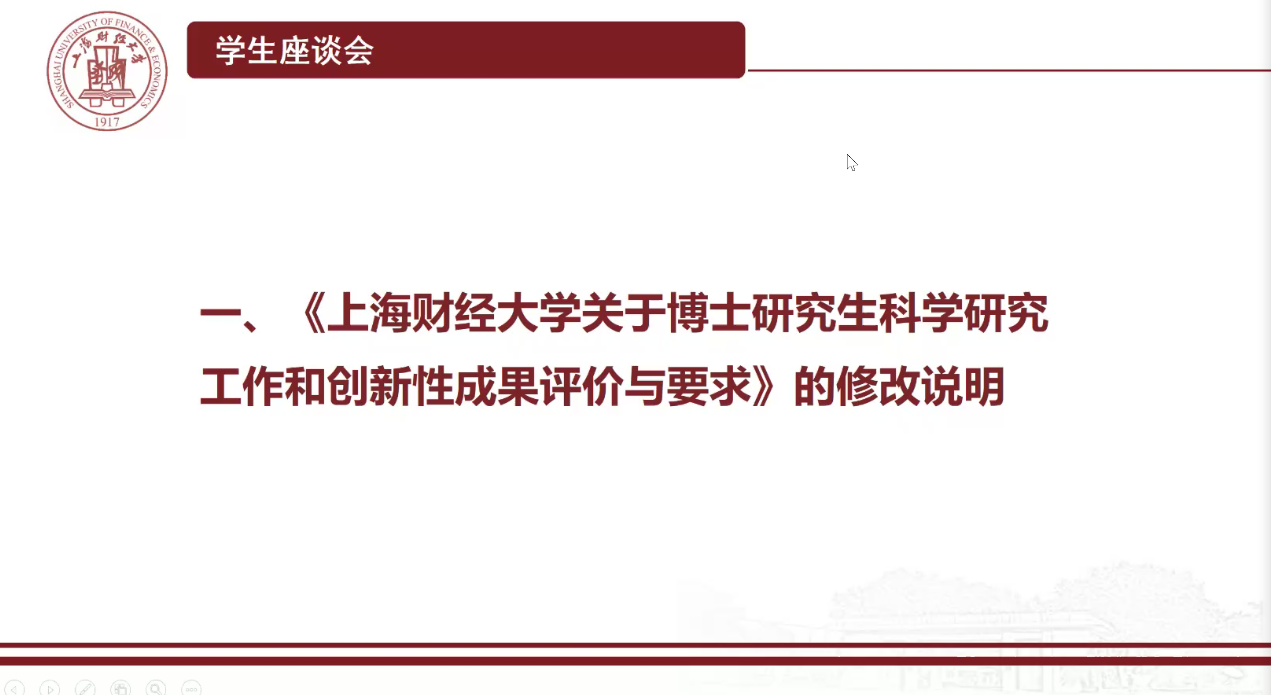 SHANGHAI UNIVERSITY OF FINANCE & ECONOMICS
上海财经大学
1917
学生座谈会
一、《上海财经大学关于博士研究生科学研究
工作和创新性成果评价与要求》的修改说明